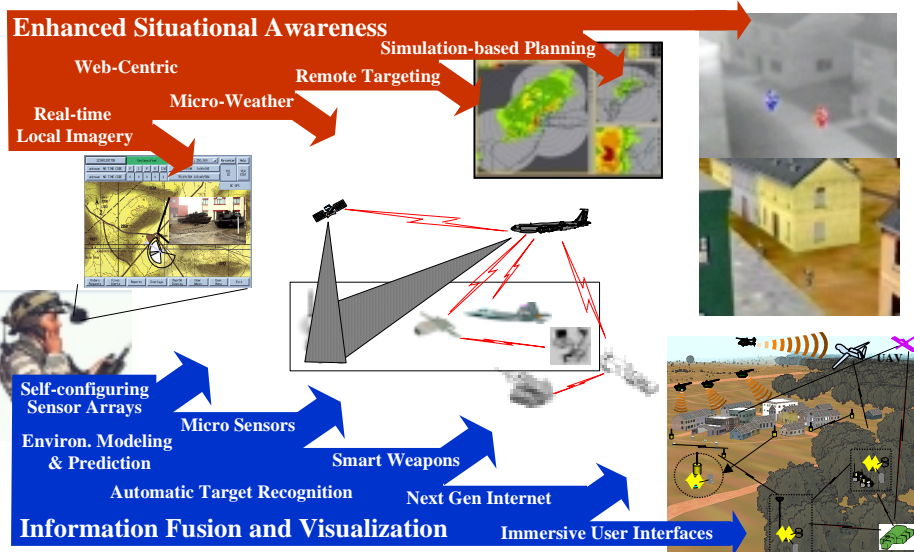 Enhanced Situational Awareness
Simulation-based Planning
Web-Centric
Remote Targeting
Micro-Weather
Real-time
Local Imagery
UAV
Self-configuring
Sensor Arrays
Micro Sensors
Environ. Modeling
& Prediction
Smart Weapons
Automatic Target Recognition
Next Gen Internet
Information Fusion and Visualization
Immersive User Interfaces